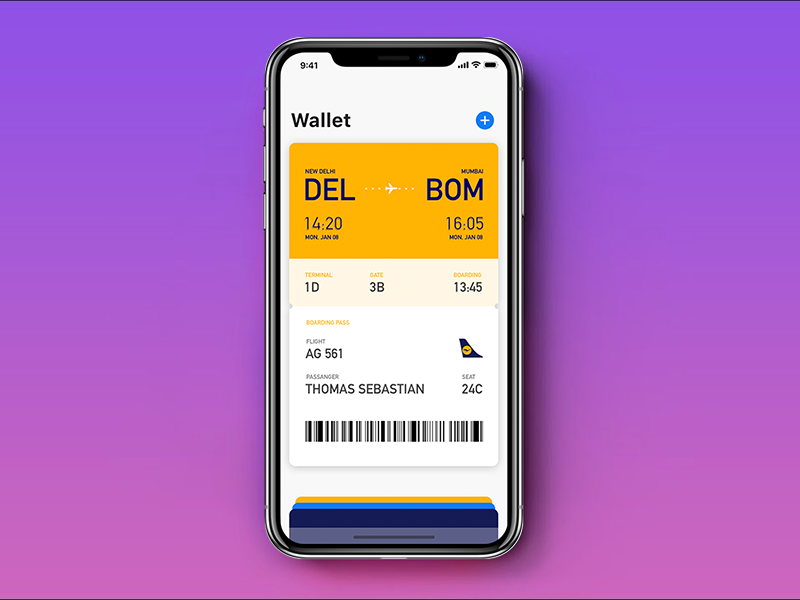 9:41
Wallet
NEW DELHI MUMBAI
DEL BOM
14:20 16:05
MON, JAN 08 MON, JAN 08
TERMINAL GATE BOARDING
1D 3B 13:45
BOARDING PASS
FLIGHT
AG 561
PASSANGER SEAT
THOMAS SEBASTIAN 24C